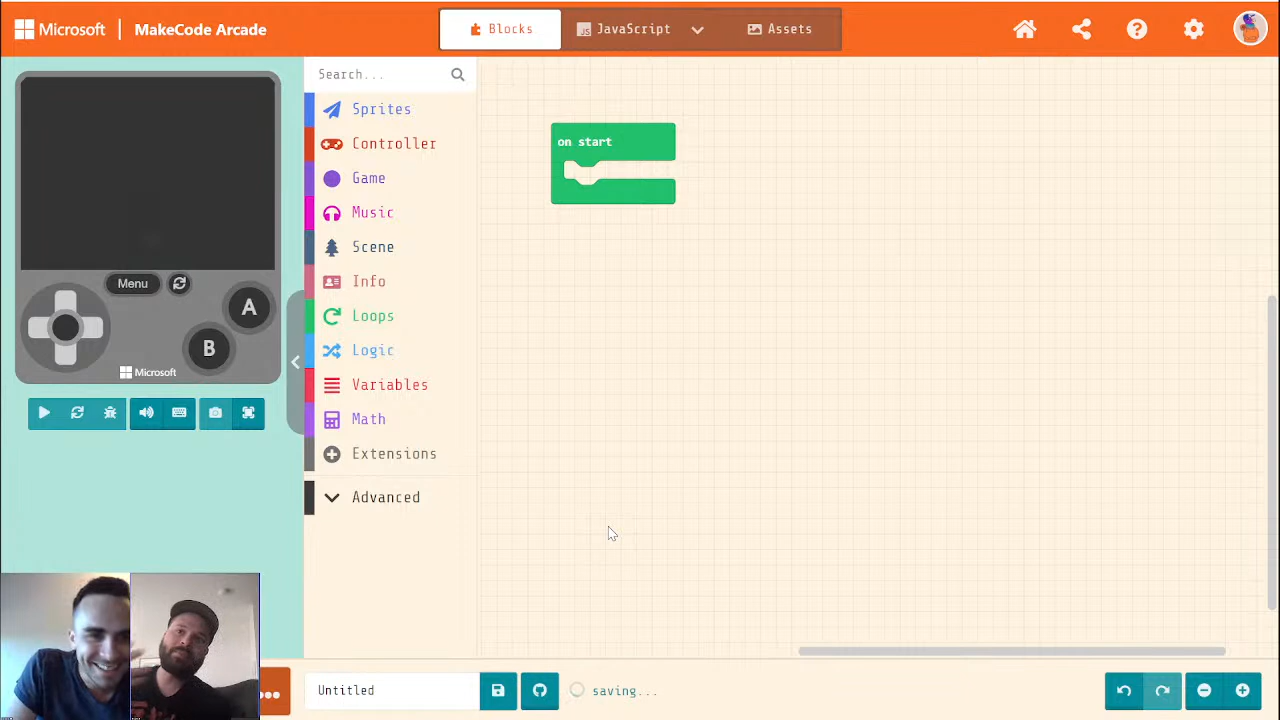 Microsoft
MakeCode Arcade
Blocks
JavaScript
Assets
Search...
Sprites
Controller
Game
Music
Scene
Info
Loops
Logic
Variables
Math
Extensions
Advanced
on start
Menu
A
B
Microsoft
Untitled
saving...